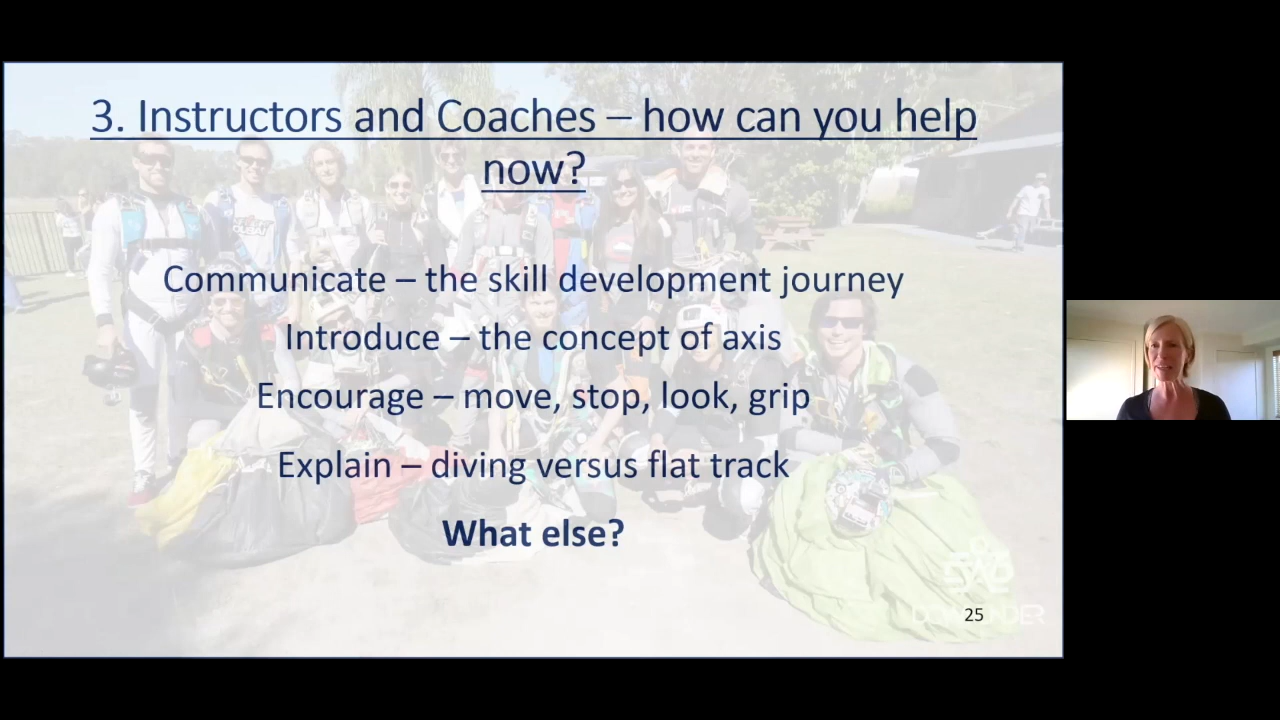 3. Instructors and Coaches – how can you help
now?
Communicate – the skill development journey
Introduce – the concept of axis
Encourage – move, stop, look, grip
Explain – diving versus flat track
What else?
25